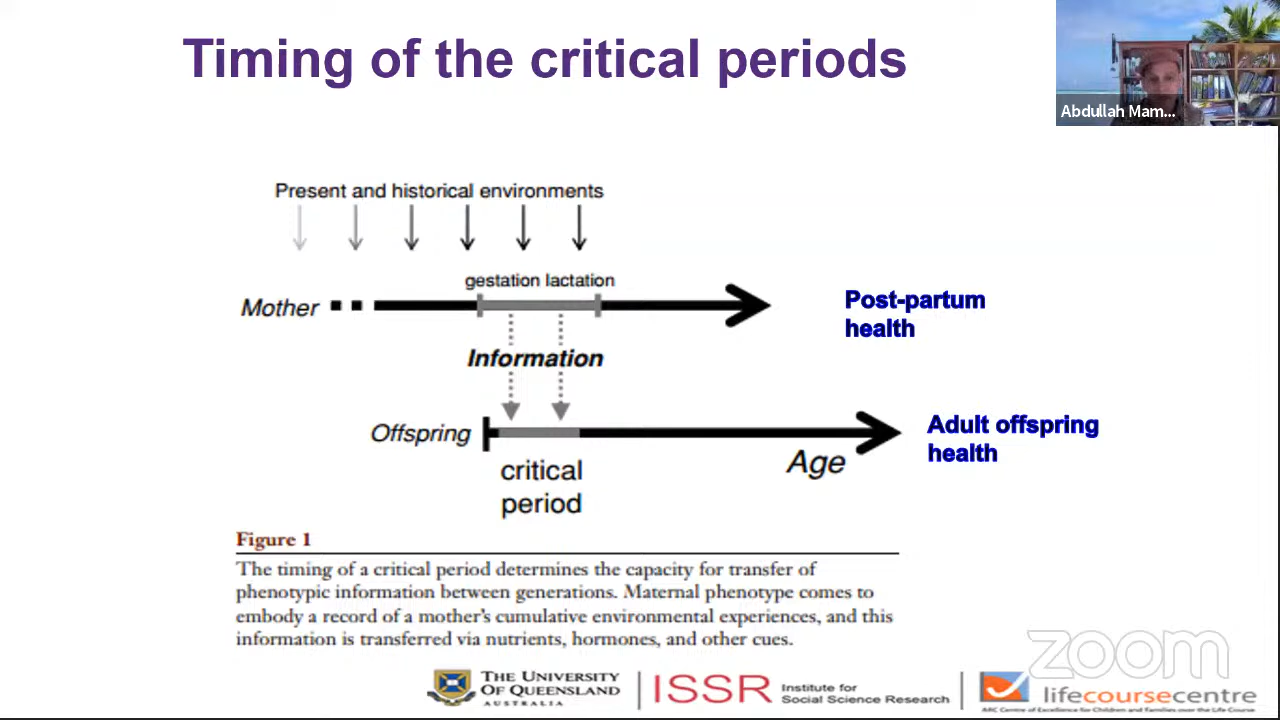 Timing of the critical periods
Abdullah Mam...
Present and historical environments
gestation lactation
Mother
Post-partum
health
Information
Offspring
Adult offspring
health
Age
critical
period
Figure 1
The timing of a critical period determines the capacity for transfer of
phenotypic information between generations. Maternal phenotype comes to
embody a record of a mother's cumulative environmental experiences, and this
information is transferred via nutrients, hormones, and other cues.
zoom
THE UNIVERSITY
OF QUEENSLAND
AUSTRALIA
ISSR
Institute for
Social Science Research
lifecoursecentre
ARC Centre of Excellence for Children and Families over the Life Course